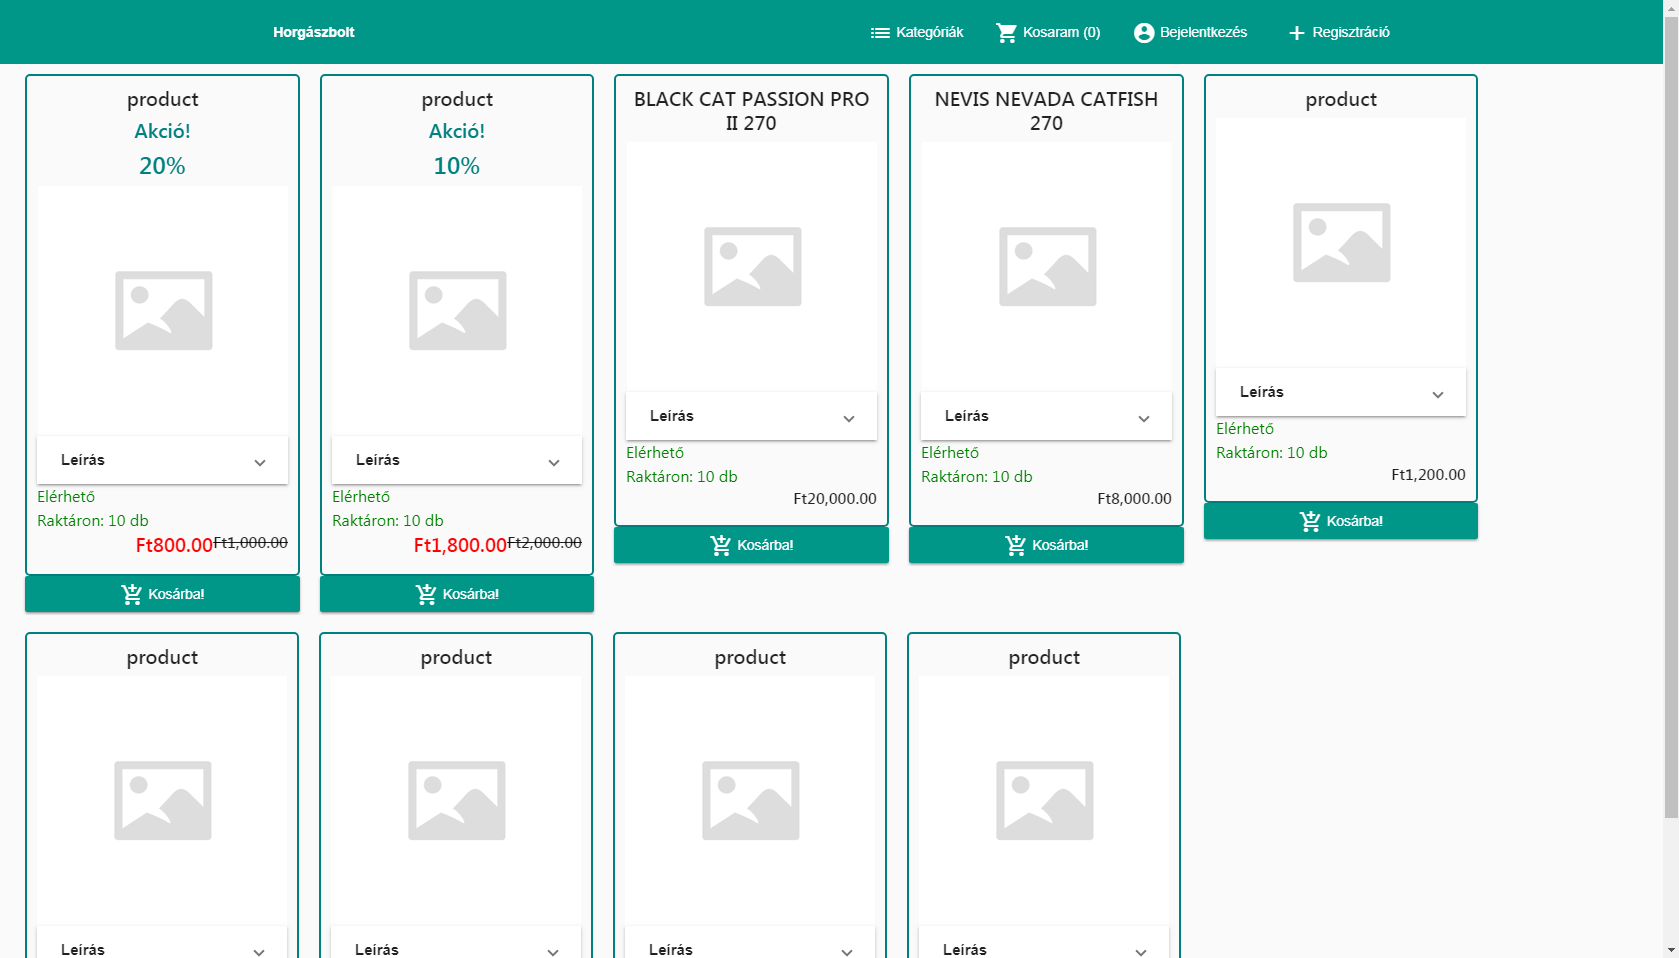 Horgászbolt
Kategóriák
Kosaram (0)
Bejelentkezés
Regisztráció
product
Akció!
20%
Leírás
Elérhető
Raktáron: 10 db
Ft800.00Ft1,000.00
Kosárba!
product
Akció!
10%
Leírás
Elérhető
Raktáron: 10 db
Ft1,800.00Ft2,000.00
Kosárba!
BLACK CAT PASSION PRO
II 270
Leírás
Elérhető
Raktáron: 10 db
Ft20,000.00
Kosárba!
NEVIS NEVADA CATFISH
270
Leírás
Elérhető
Raktáron: 10 db
Ft8,000.00
Kosárba!
product
Leírás
Elérhető
Raktáron: 10 db
Ft1,200.00
Kosárba!
product
Leírás
product
Leírás
product
Leírás
product
Leírás